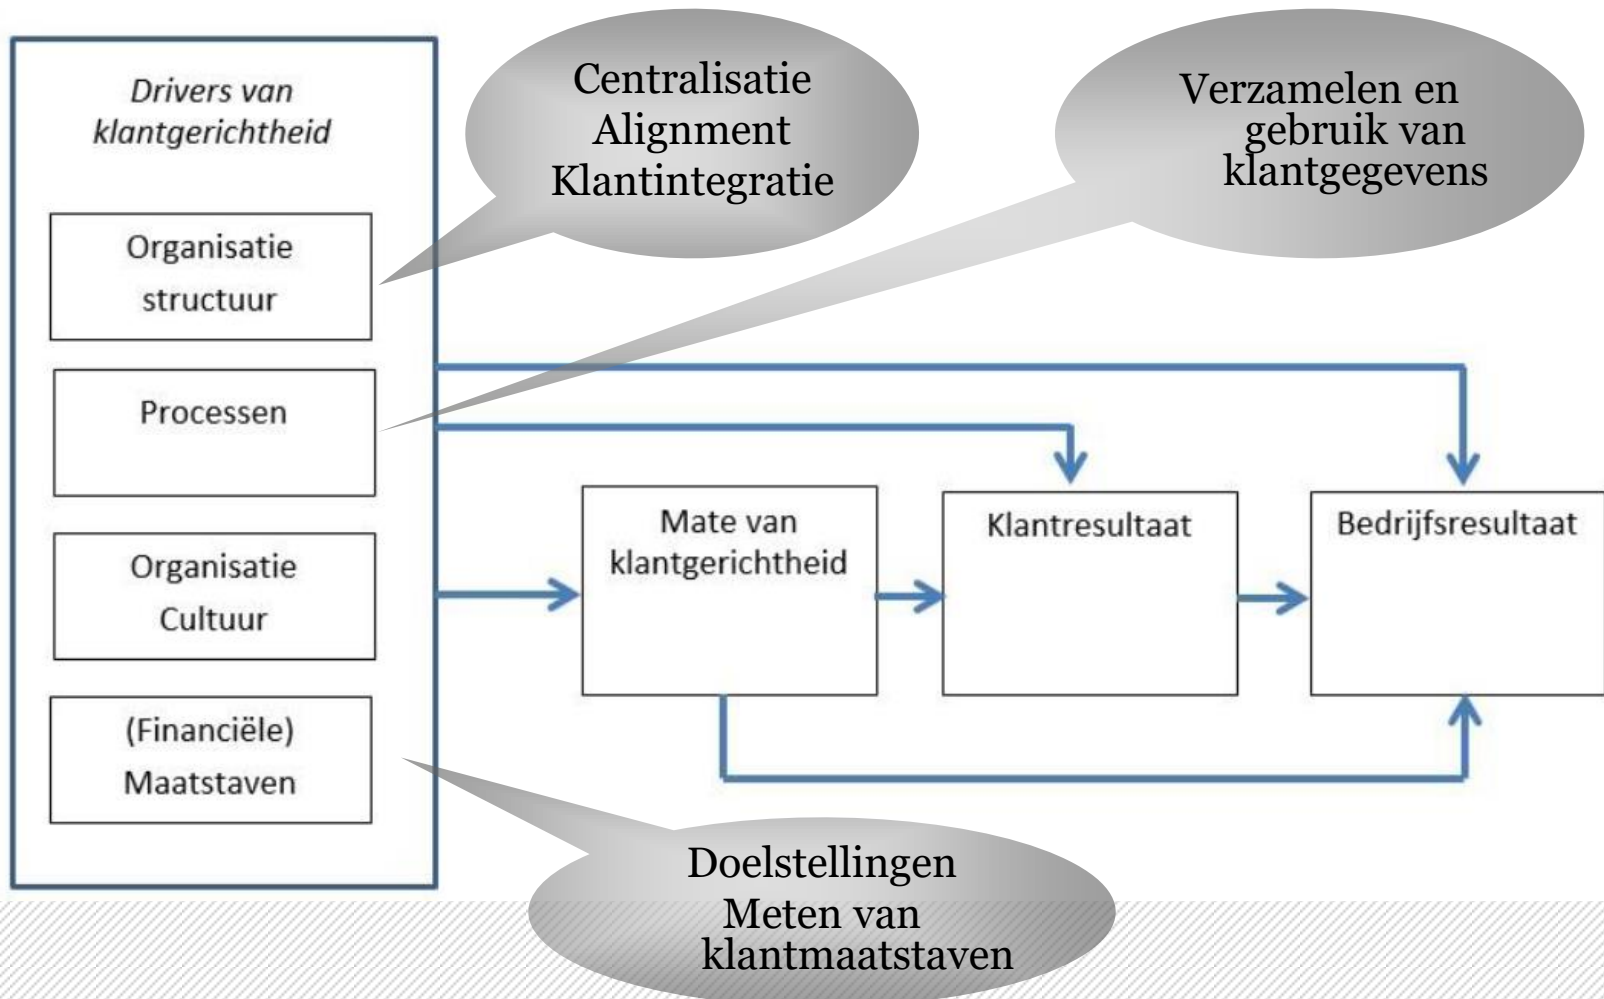 Drivers van
klantgerichtheid
Organisatie
structuur
Processen
Organisatie
Cultuur
(Financiële)
Maatstaven
Centralisatie
Alignment
Klantintegratie
Verzamelen en
gebruik van
klantgegevens
Mate van
klantgerichtheid
Klantresultaat
Bedrijfsresultaat
Doelstellingen
Meten van
klantmaatstaven